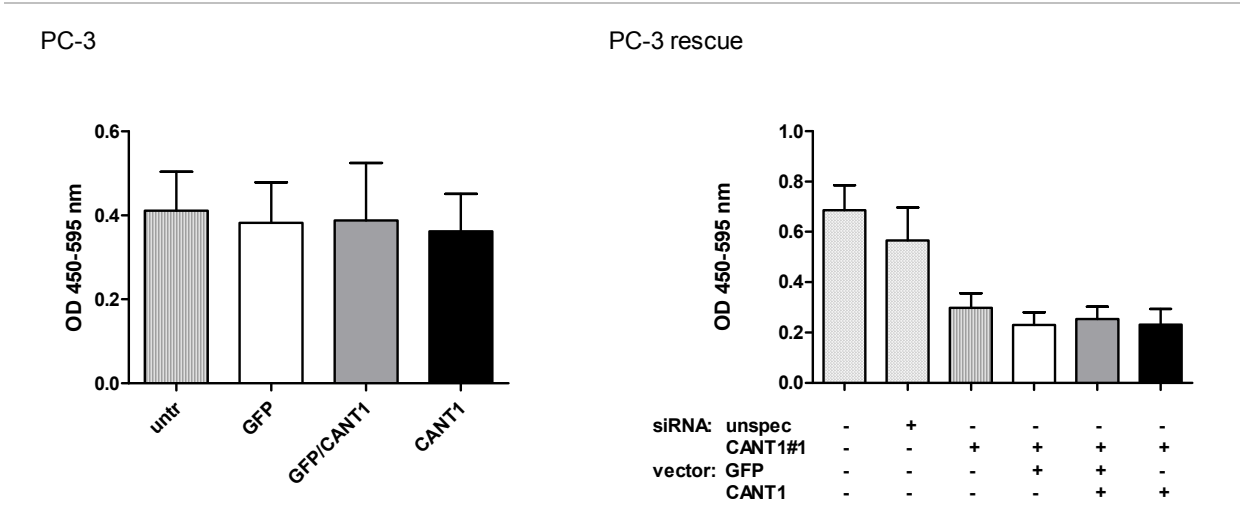 PC-3
PC-3 rescue
OD 450-595 nm
0.6
0.4
0.2
0.0
untr
GFP
GFP/CANT1
CANT1
OD 450-595 nm
1.0
0.8
0.6
0.4
0.2
0.0
siRNA: unspec - + - - - -
CANT1#1 - - + + + +
vector: GFP - - - + + -
CANT1 - - - - + +